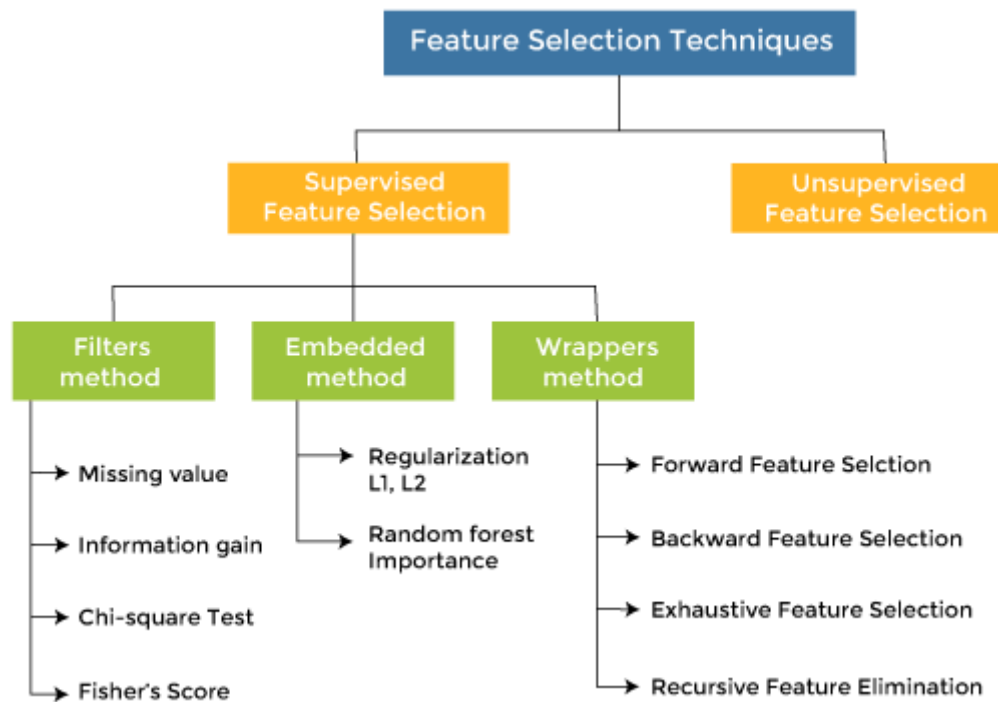 Feature Selection Techniques
Supervised
Feature Selection
Unsupervised
Feature Selection
Filters
method
Embedded
method
Wrappers
method
Missing value
Information gain
Chi-square Test
Fisher's Score
Regularization
L1, L2
Random forest
Importance
Forward Feature Selction
Backward Feature Selection
Exhaustive Feature Selection
Recursive Feature Elimination